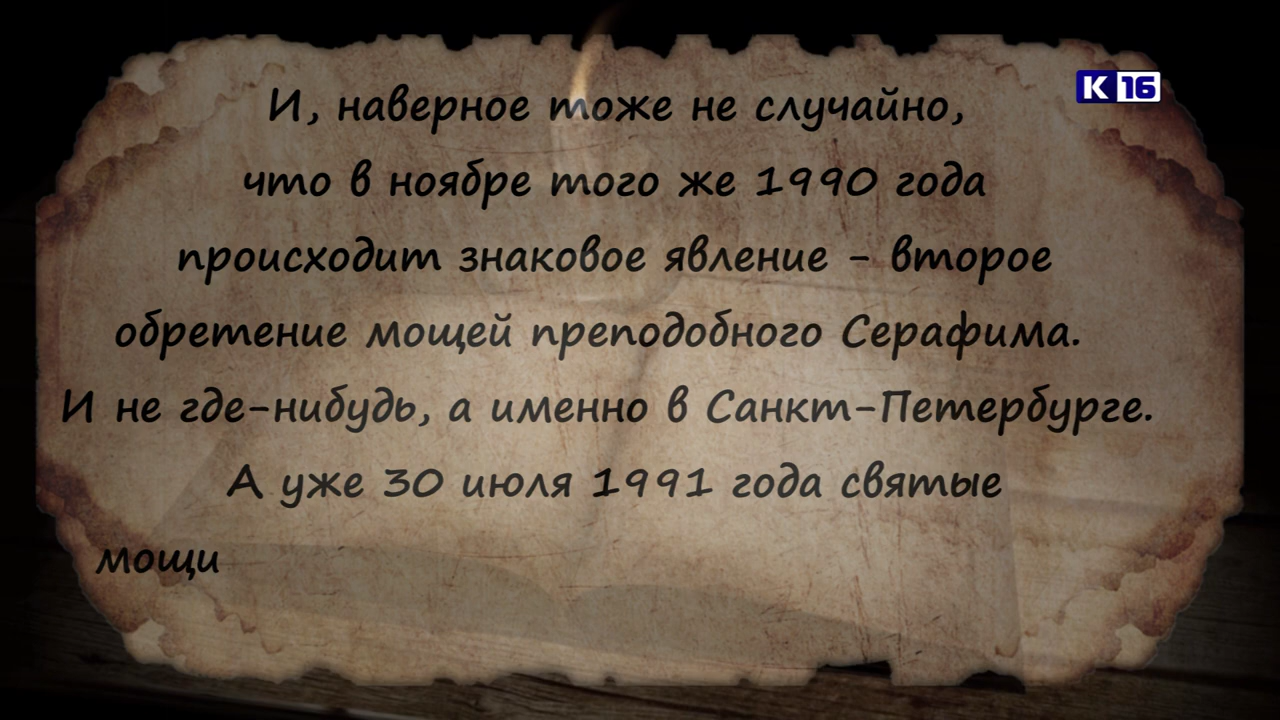 К 16
И, наверное тоже не случайно,
что в ноябре того же 1990 года
происходит знаковое явление - второе
обретение мощей преподобного Серафима.
И не где-нибудь, а именно в Санкт-Петербурге.
А уже 30 июля 1991 года святые
мощи